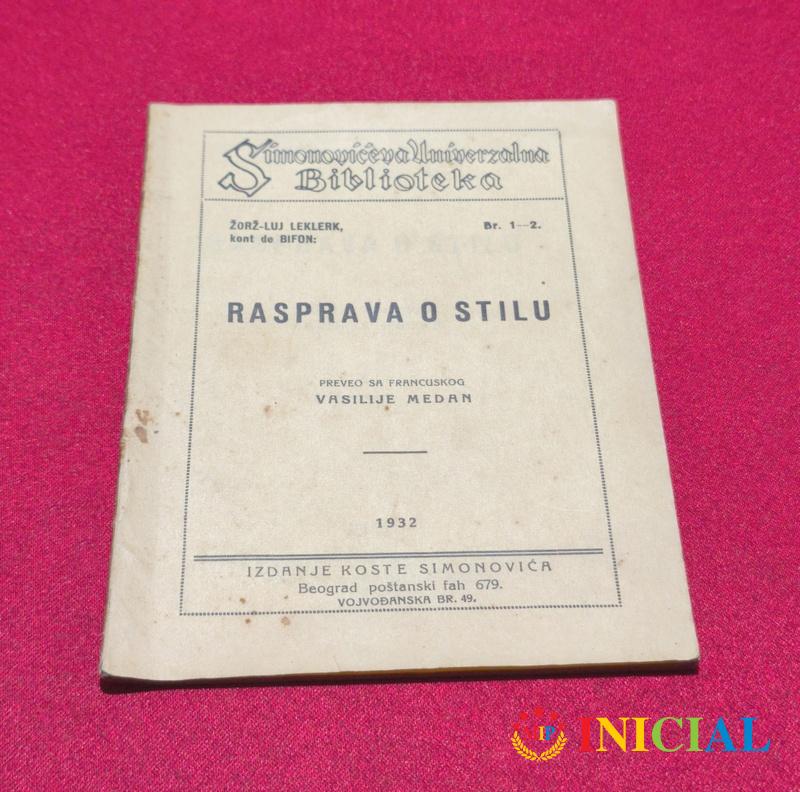 Simonovićeva Univerzalna
Biblioteka
ŽORŽ-LUJ LEKLERK, Br. 1—2.
kont de BIFON:
RASPRAVA O STILU
PREVEO SA FRANCUSKOG
VASILIJE MEDAN
1932
IZDANJE KOSTE SIMONOVIĆA
Beograd poštanski fah 679.
VOJVOĐANSKA BR. 49.
IP INICIAL